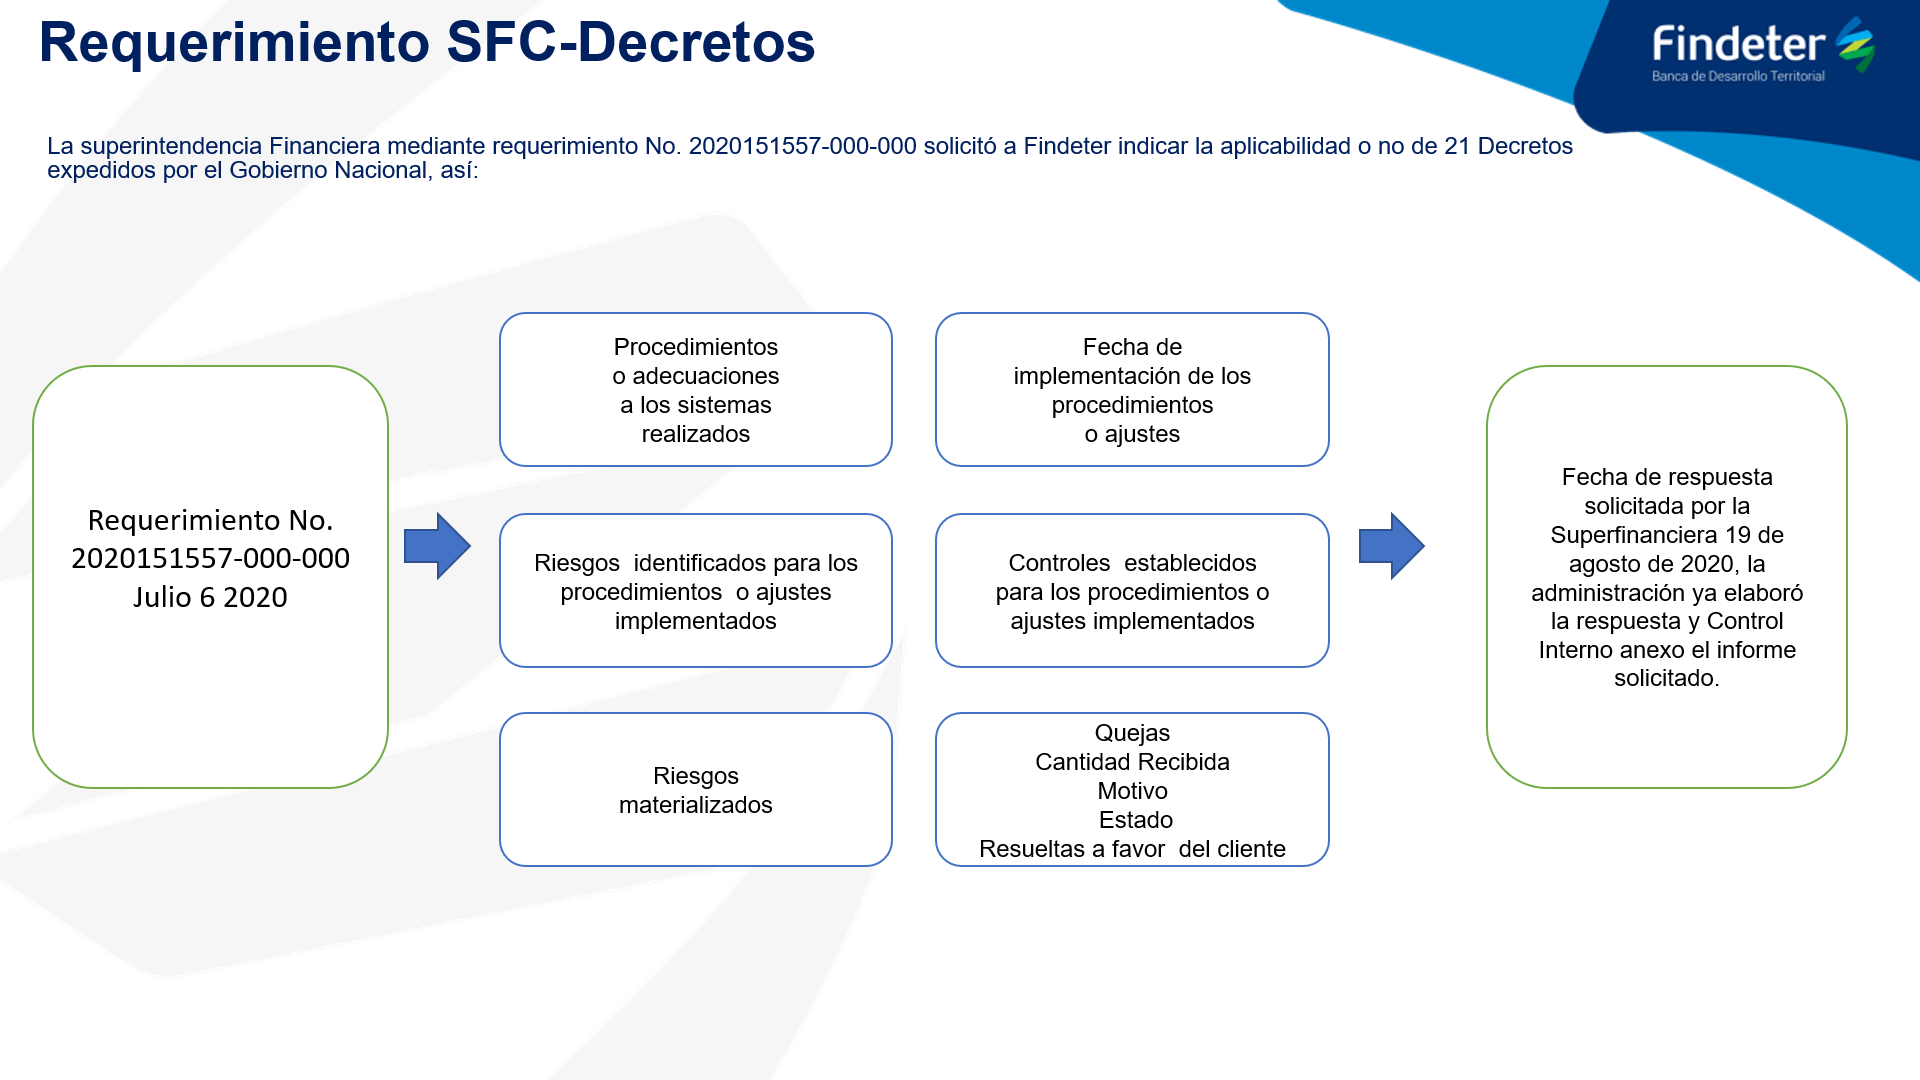 Requerimiento SFC-Decretos
Findeter
Banca de Desarrollo Territorial
La superintendencia Financiera mediante requerimiento No. 2020151557-000-000 solicitó a Findeter indicar la aplicabilidad o no de 21 Decretos
expedidos por el Gobierno Nacional, así:
Requerimiento No.
2020151557-000-000
Julio 6 2020
Procedimientos
o adecuaciones
a los sistemas
realizados
Fecha de
implementación de los
procedimientos
o ajustes
Riesgos  identificados para los
procedimientos  o ajustes
implementados
Controles  establecidos
para los procedimientos o
ajustes implementados
Riesgos
materializados
Quejas
Cantidad Recibida
Motivo
Estado
Resueltas a favor  del cliente
Fecha de respuesta
solicitada por la
Superfinanciera 19 de
agosto de 2020, la
administración ya elaboró
la respuesta y Control
Interno anexo el informe
solicitado.